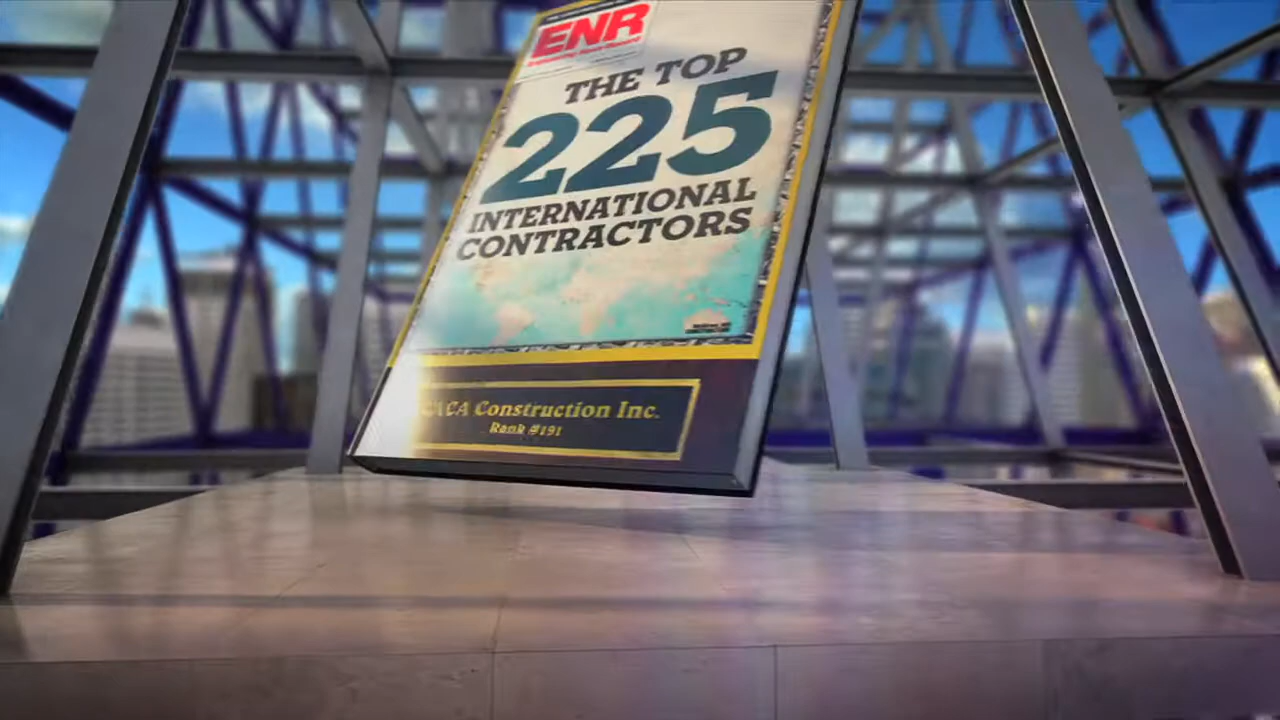 ENR
THE TOP
225
INTERNATIONAL
CONTRACTORS
Construction Inc.
Rank #191